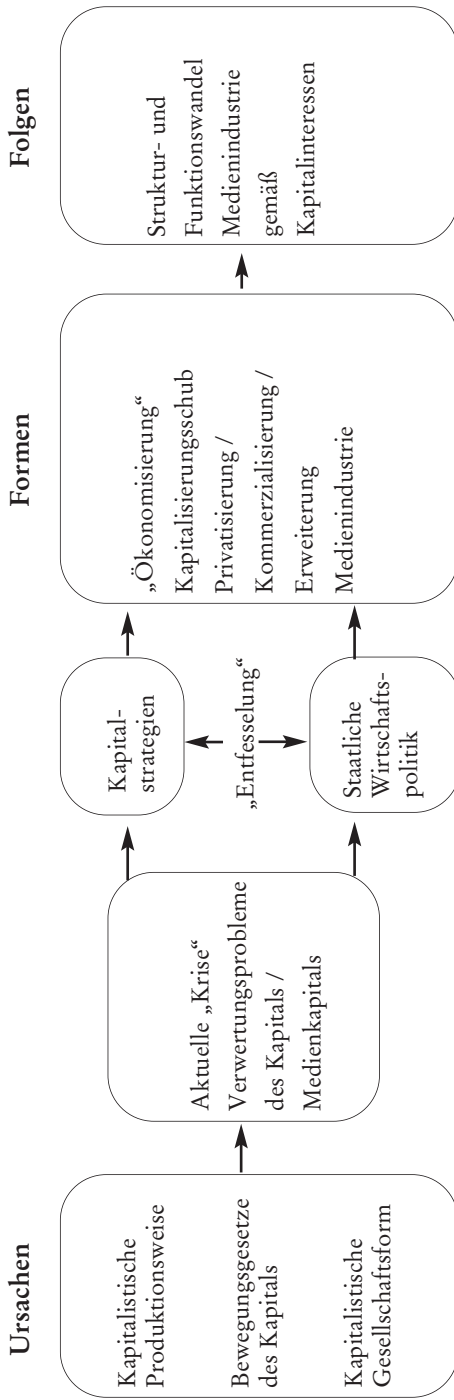 Ursachen
Kapitalistische
Produktionsweise
Bewegungsgesetze
des Kapitals
Kapitalistische
Gesellschaftsform
Aktuelle „Krise“
Verwertungsprobleme
des Kapitals /
Medienkapitals
Kapital-
strategien
„Entfesselung“
Staatliche
Wirtschafts-
politik
Formen
„Ökonomisierung“
Kapitalisierungsschub
Privatisierung /
Kommerzialisierung /
Erweiterung
Medienindustrie
Folgen
Struktur- und
Funktionswandel
Medienindustrie
gemäß
Kapitalinteressen